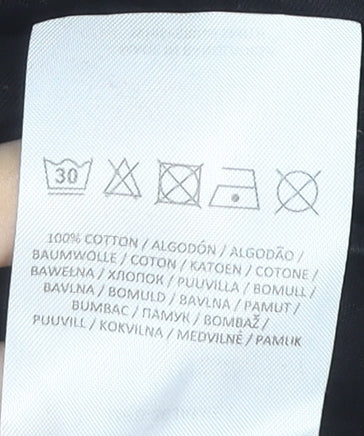 30
100% COTTON / ALGODÓN / ALGODÃO /
BAUMWOLLE / COTON / KATOEN / COTONE /
BAWEŁNA / ХЛОПОК / PUUVILLA / BOMULL /
BAVLNA / BOMULD / BAVLNA / PAMUT /
BUMBAC / ПАМУК / BOMBAŽ /
PUUVILL / KOKVILNA / MEDVILNĖ / PAMUK